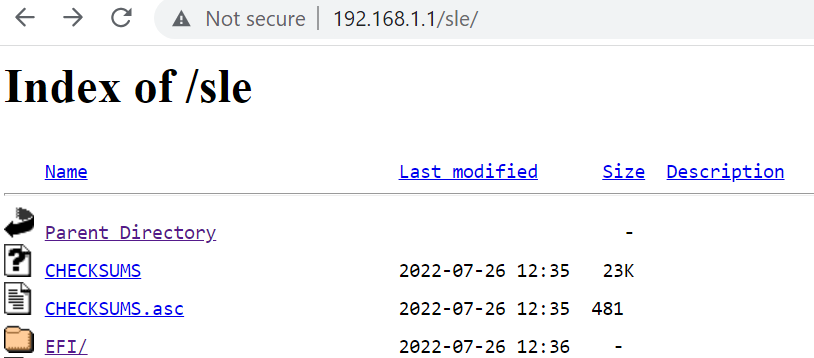 Not secure | 192.168.1.1/sle/
Index of /sle
Name Last modified Size Description
Parent Directory -
CHECKSUMS 2022-07-26 12:35 23K
CHECKSUMS.asc 2022-07-26 12:35 481
EFI/ 2022-07-26 12:36 -